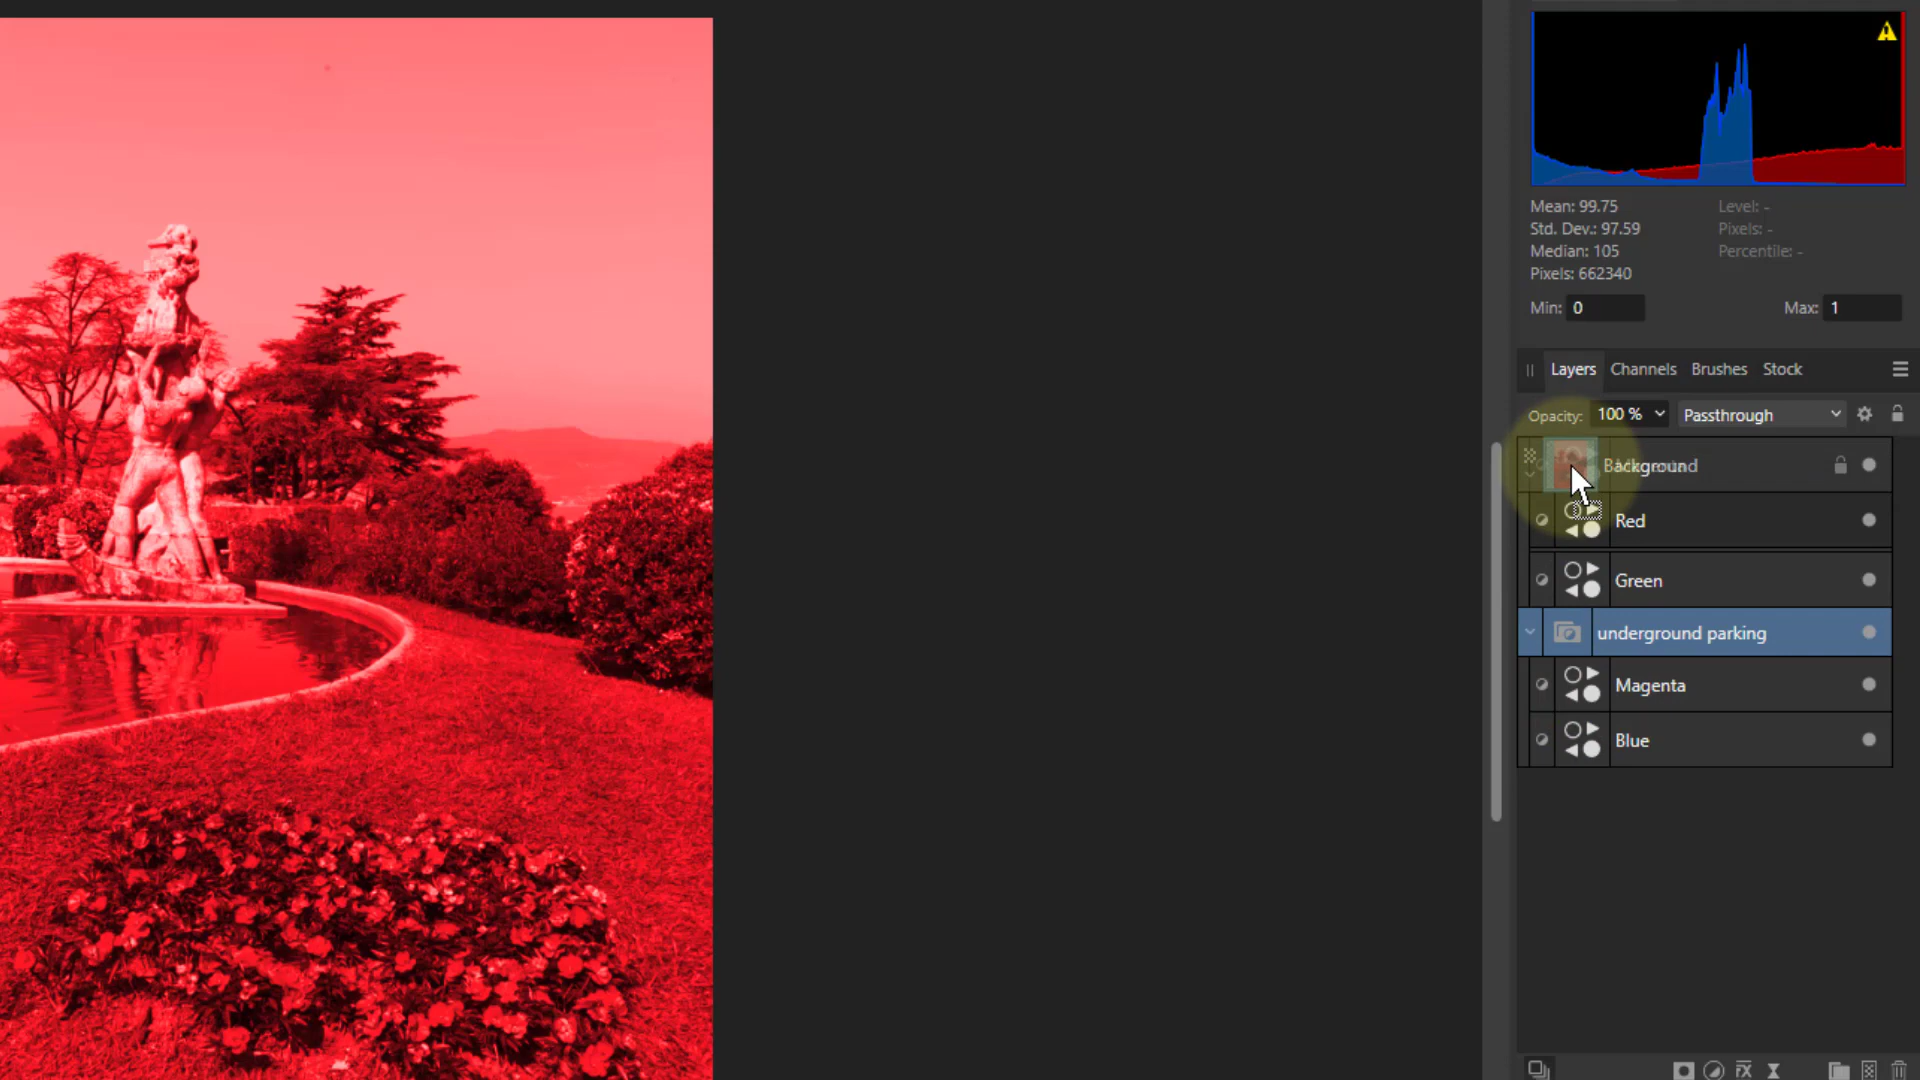 Mean: 99.75
Level: -
Std. Dev.: 97.59
Pixels: -
Median: 105
Percentile: -
Pixels: 662340
Min: 0
Max: 1
Layers Channels Brushes Stock
Opacity: 100 % Passthrough
Background
Red
Green
underground parking
Magenta
Blue
FX